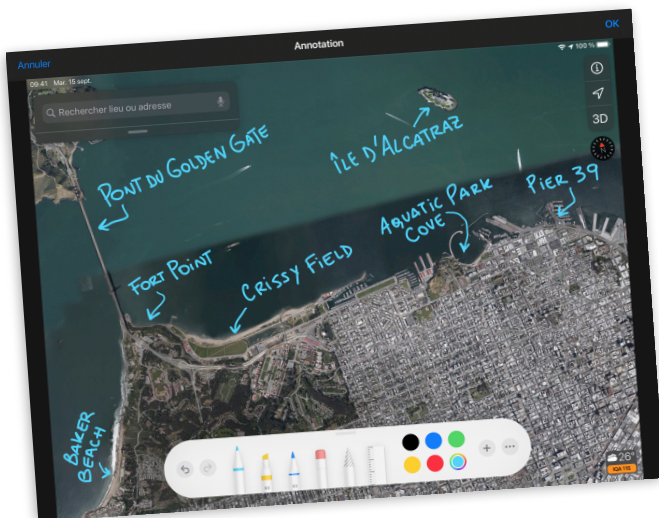 Annuler
Annotation
OK
09:41 Mar. 15 sept.
100 %
Rechercher lieu ou adresse
3D
ÎLE D'ALCATRAZ
PONT DU GOLDEN GATE
PIER 39
AQUATIC PARK
COVE
FORT POINT
CRISSY FIELD
BAKER
BEACH
26°